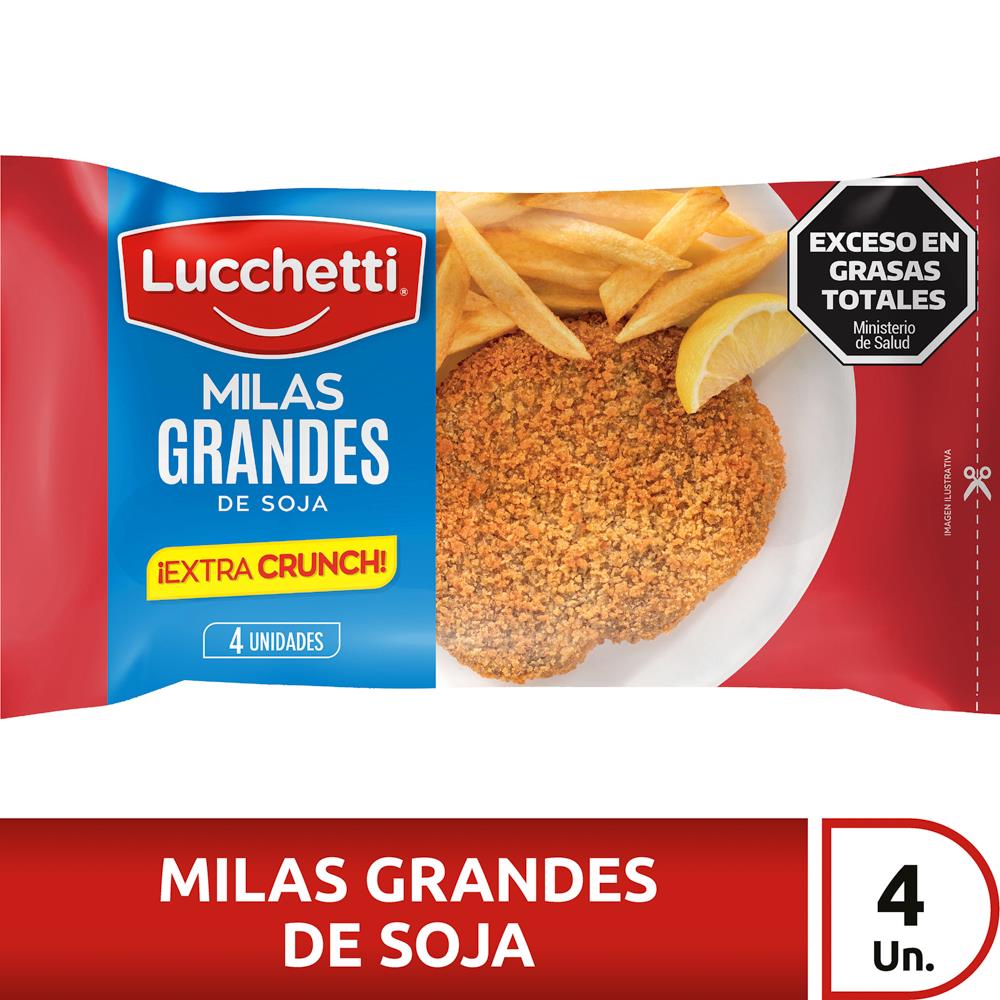 Lucchetti®
MILAS
GRANDES
DE SOJA
¡EXTRA CRUNCH!
4 UNIDADES
EXCESO EN
GRASAS
TOTALES
Ministerio
de Salud
IMAGEN ILUSTRATIVA
MILAS GRANDES
DE SOJA
4
Un.